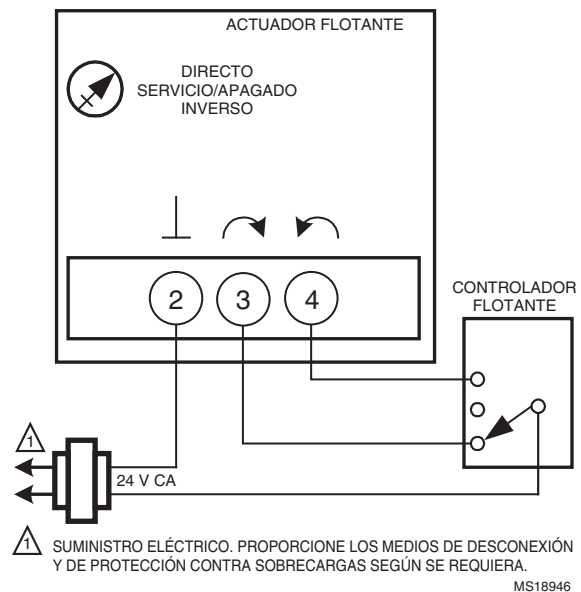 ACTUADOR FLOTANTE
DIRECTO
SERVICIO/APAGADO
INVERSO
2 3 4
CONTROLADOR
FLOTANTE
1
24 V CA
1 SUMINISTRO ELÉCTRICO. PROPORCIONE LOS MEDIOS DE DESCONEXIÓN
Y DE PROTECCIÓN CONTRA SOBRECARGAS SEGÚN SE REQUIERA.
MS18946